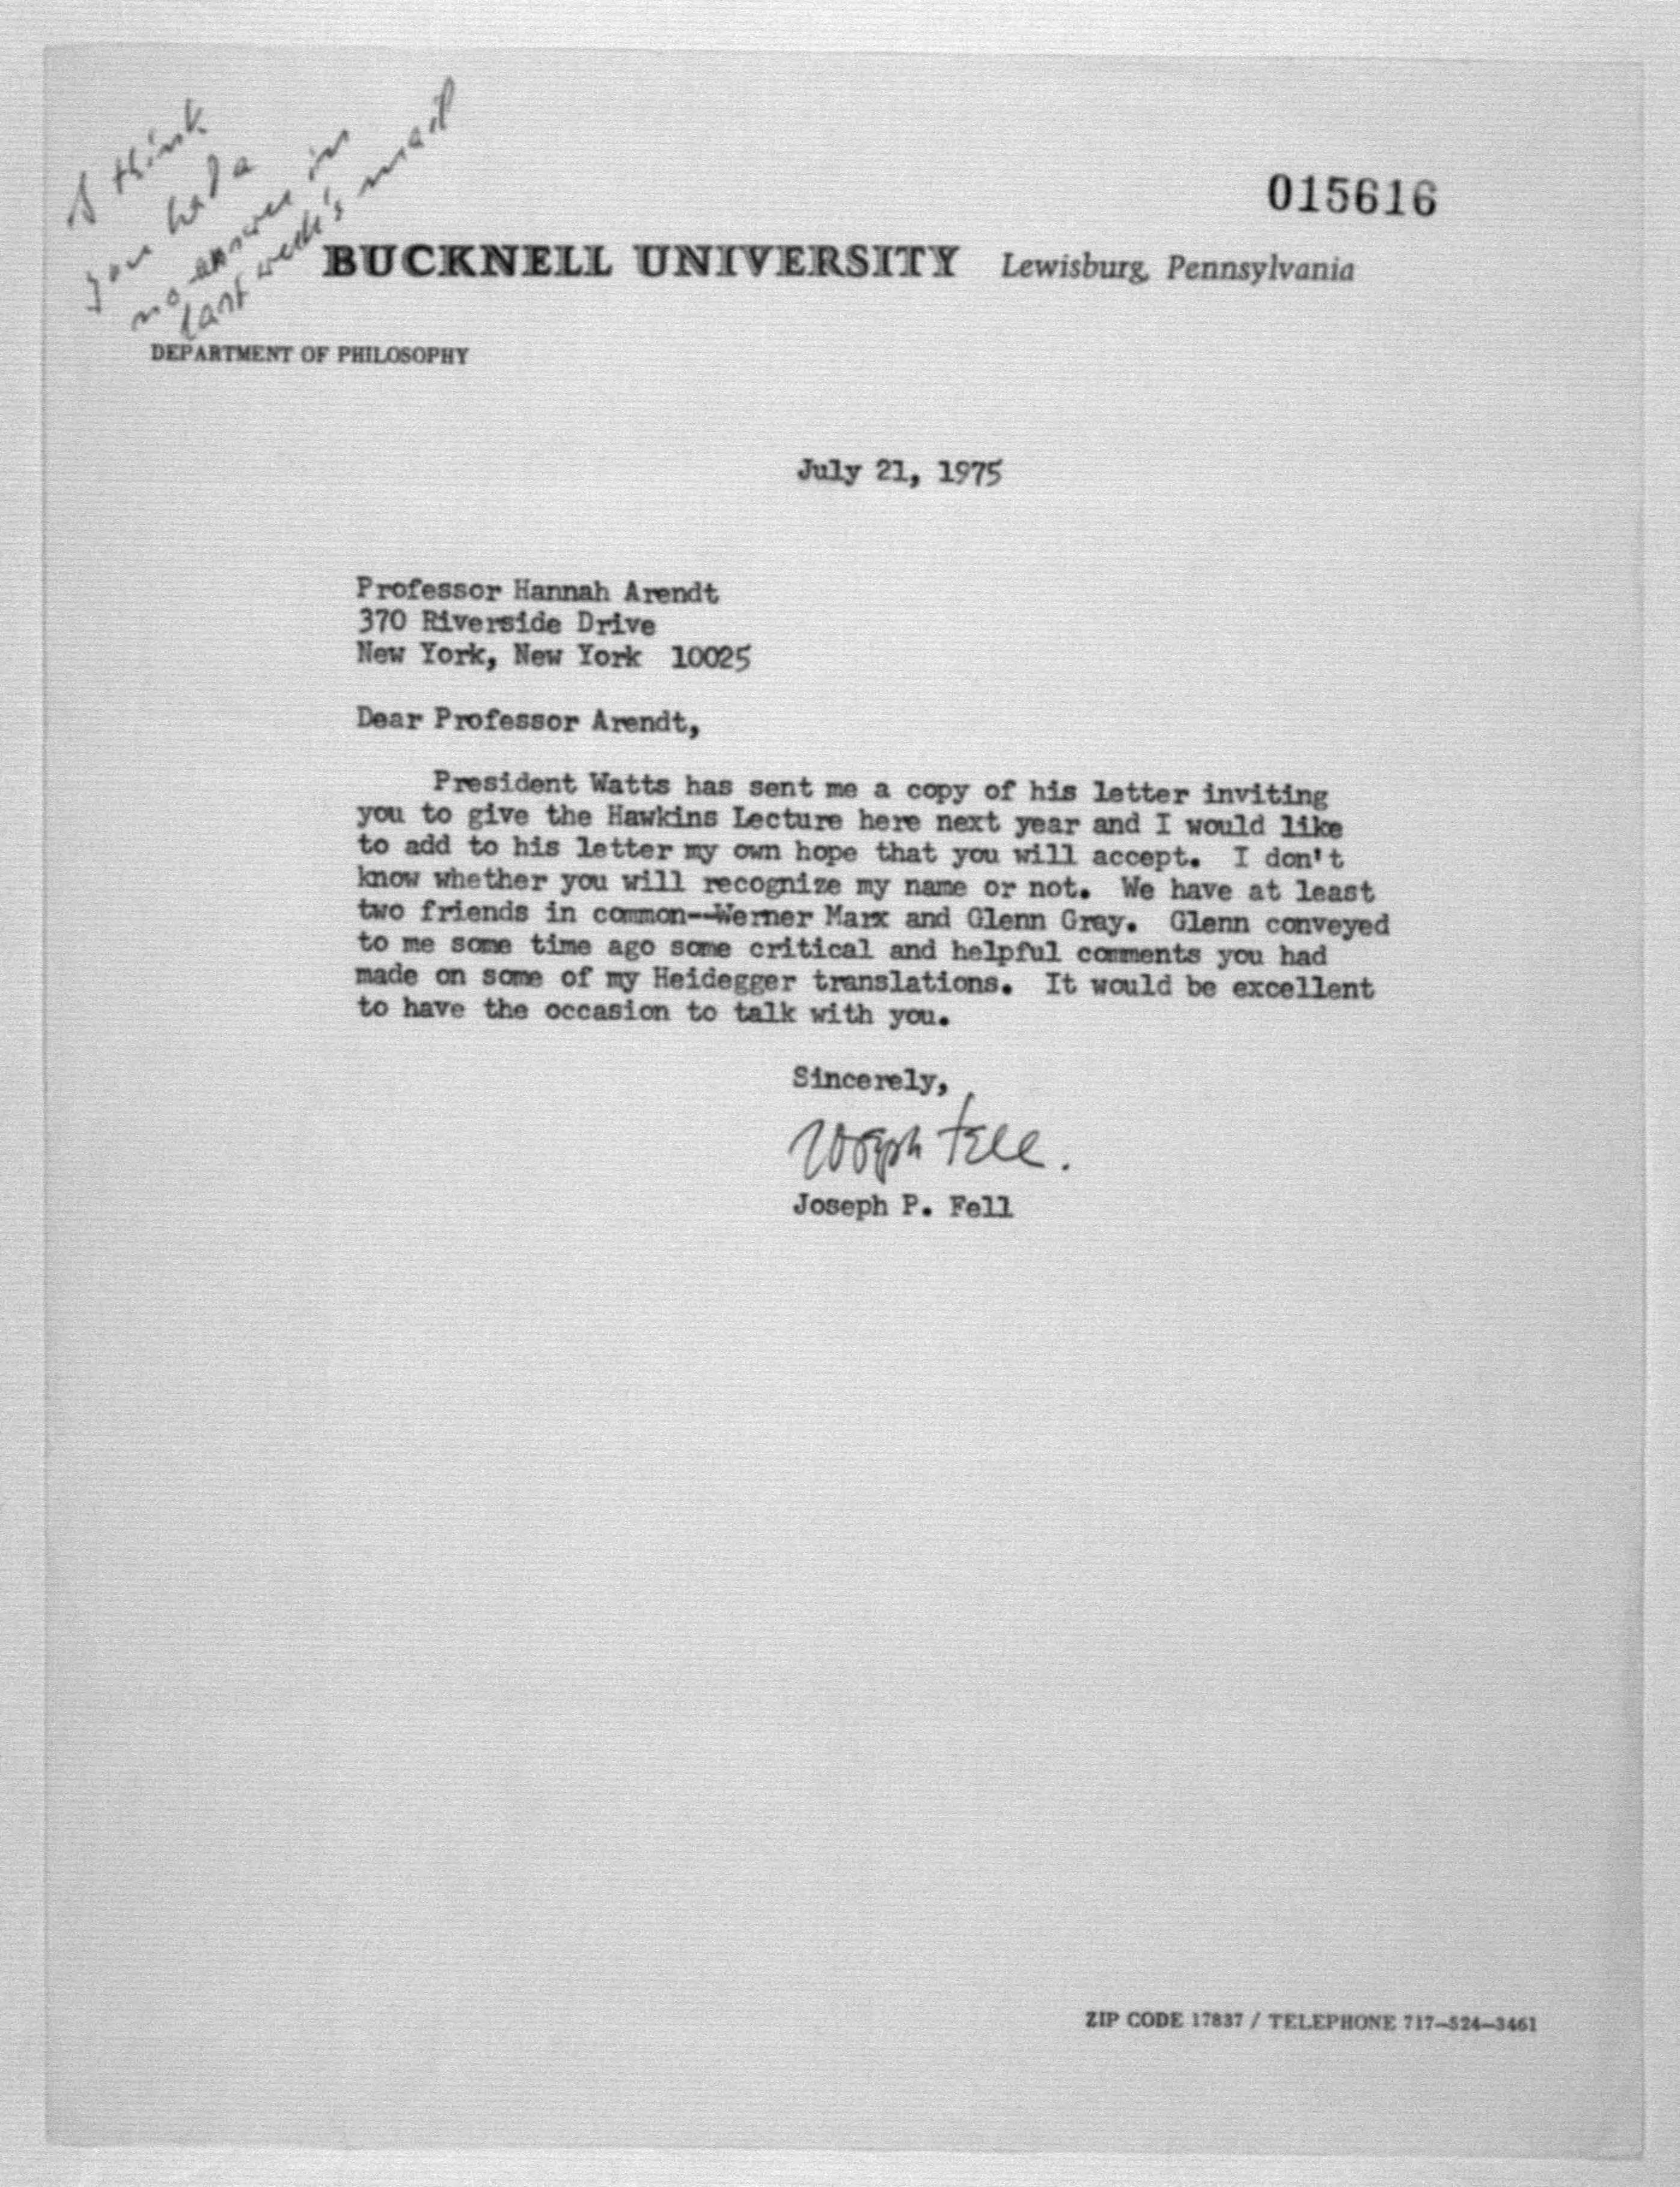 I think
you had a
no answer in
last week's mail
015616
BUCKNELL UNIVERSITY Lewisburg, Pennsylvania
DEPARTMENT OF PHILOSOPHY
July 21, 1975
Professor Hannah Arendt
370 Riverside Drive
New York, New York 10025
Dear Professor Arendt,
President Watts has sent me a copy of his letter inviting
you to give the Hawkins Lecture here next year and I would like
to add to his letter my own hope that you will accept. I don't
know whether you will recognize my name or not. We have at least
two friends in common--Werner Marx and Glenn Gray. Glenn conveyed
to me some time ago some critical and helpful comments you had
made on some of my Heidegger translations. It would be excellent
to have the occasion to talk with you.
Sincerely,
Joseph Fell.
Joseph P. Fell
ZIP CODE 17837 / TELEPHONE 717-524-3461